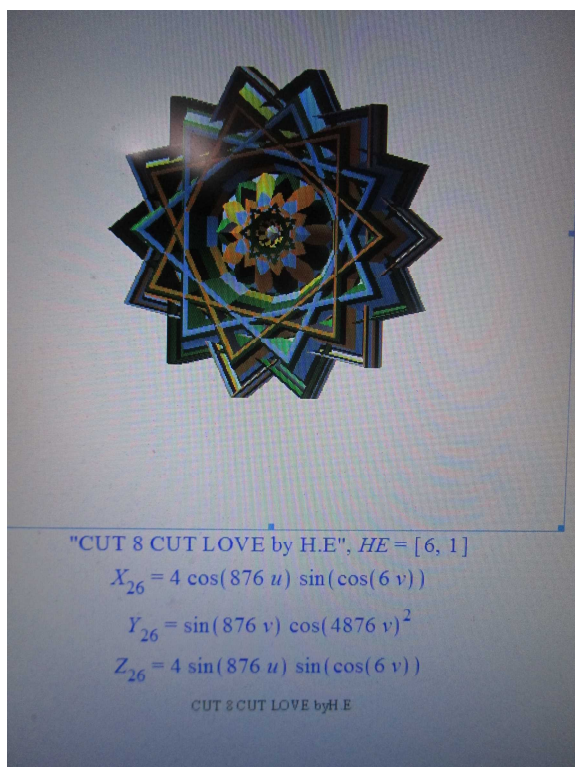 "CUT 8 CUT LOVE by H.E", HE = [6, 1]
X₂₆ = 4 cos(876 u) sin(cos(6 v))
Y₂₆ = sin(876 v) cos(4876 v)²
Z₂₆ = 4 sin(876 u) sin(cos(6 v))
CUT 8 CUT LOVE byH.E